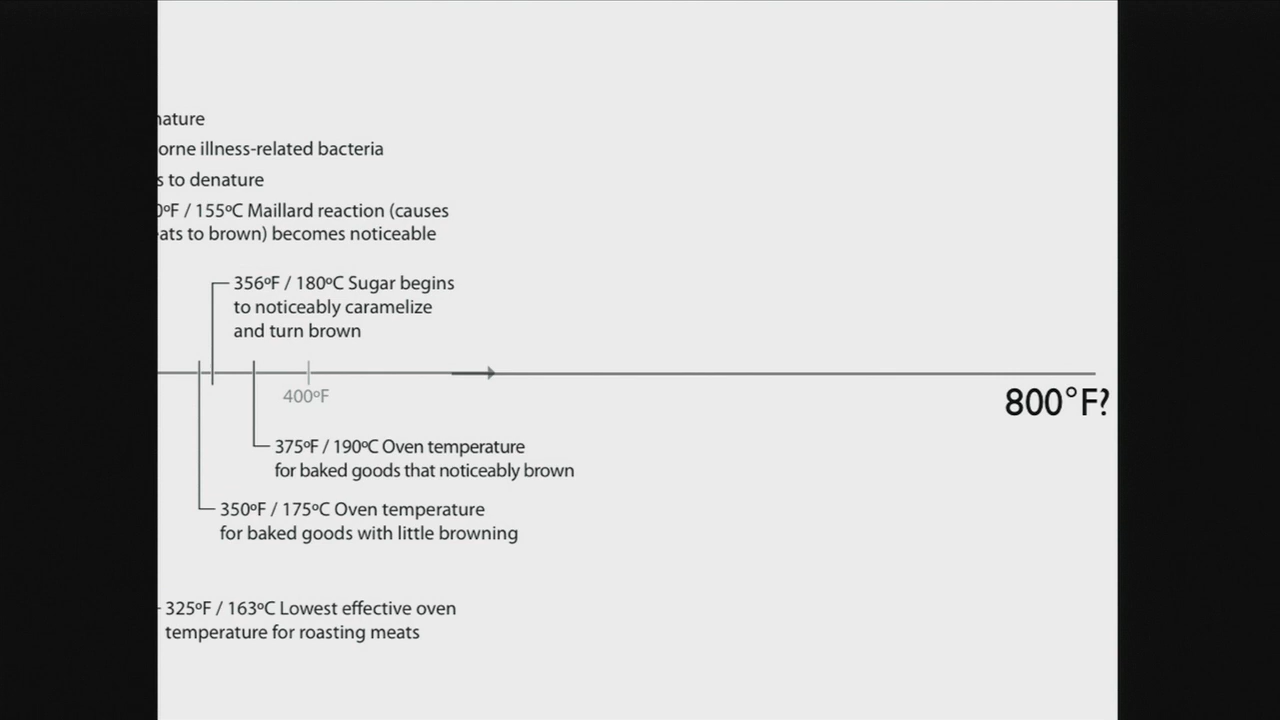 nature
orne illness-related bacteria
s to denature
0ºF / 155ºC Maillard reaction (causes
eats to brown) becomes noticeable
356ºF / 180ºC Sugar begins
to noticeably caramelize
and turn brown
400ºF
800°F?
375ºF / 190ºC Oven temperature
for baked goods that noticeably brown
350ºF / 175ºC Oven temperature
for baked goods with little browning
325ºF / 163ºC Lowest effective oven
temperature for roasting meats